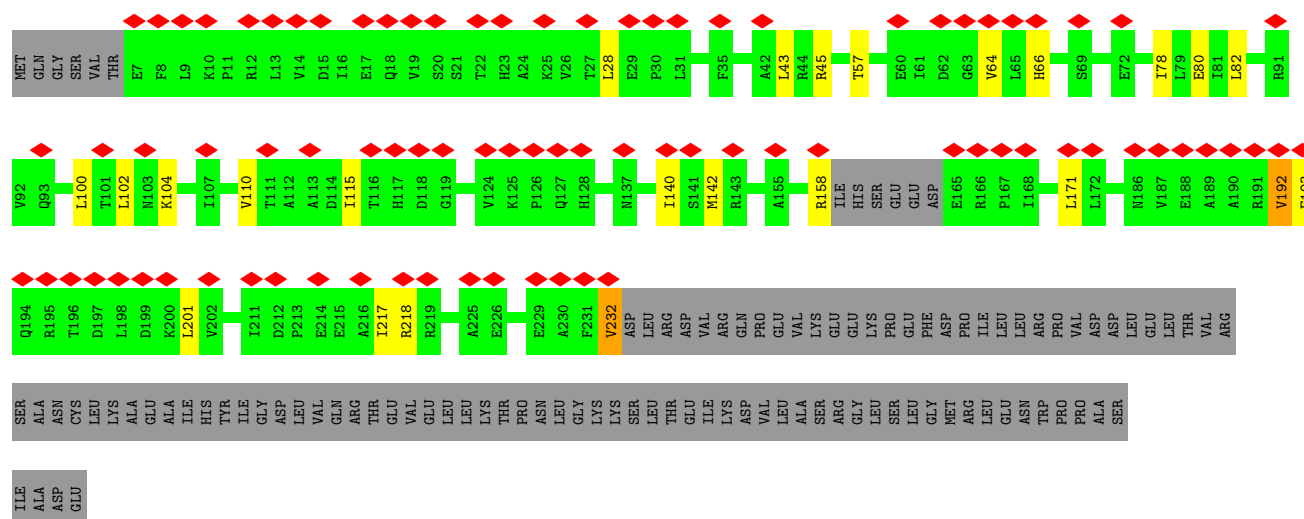 MET GLN GLY SER VAL THR E7 F8 L9 K10 P11 R12 L13 V14 D15 I16 E17 Q18 V19 S20 S21 T22 H23 A24 K25 V26 T27 L28 E29 P30 L31 F35 A42 L43 R44 R45 T57 E60 I61 D62 G63 V64 L65 H66 S69 E72 I78 L79 E80 I81 L82 R91
V92 Q93 L100 T101 L102 N103 K104 I107 V110 T111 A112 A113 D114 I115 T116 H117 D118 G119 V124 K125 P126 Q127 H128 N137 I140 S141 M142 R143 A155 R158 ILE HIS SER GLU GLU ASP E165 R166 P167 I168 L171 L172 N186 V187 E188 A189 A190 R191 V192
Q194 R195 T196 D197 L198 D199 K200 L201 V202 I211 D212 P213 E214 E215 A216 I217 R218 R219 A225 E226 E229 A230 F231 V232 ASP LEU ARG ASP VAL ARG GLN PRO GLU VAL LYS GLU GLU LYS PRO GLU PHE ASP PRO ILE LEU LEU ARG PRO VAL ASP ASP LEU GLU LEU THR VAL ARG
SER ALA ASN CYS LEU LYS ALA GLU ALA ILE HIS TYR ILE GLY ASP LEU VAL GLN ARG THR GLU VAL GLU LEU LEU LYS THR PRO ASN LEU GLY LYS LYS SER LEU THR GLU ILE LYS ASP VAL LEU ALA SER ARG GLY LEU SER LEU GLY MET ARG LEU GLU ASN TRP PRO PRO ALA SER
ILE ALA ASP GLU